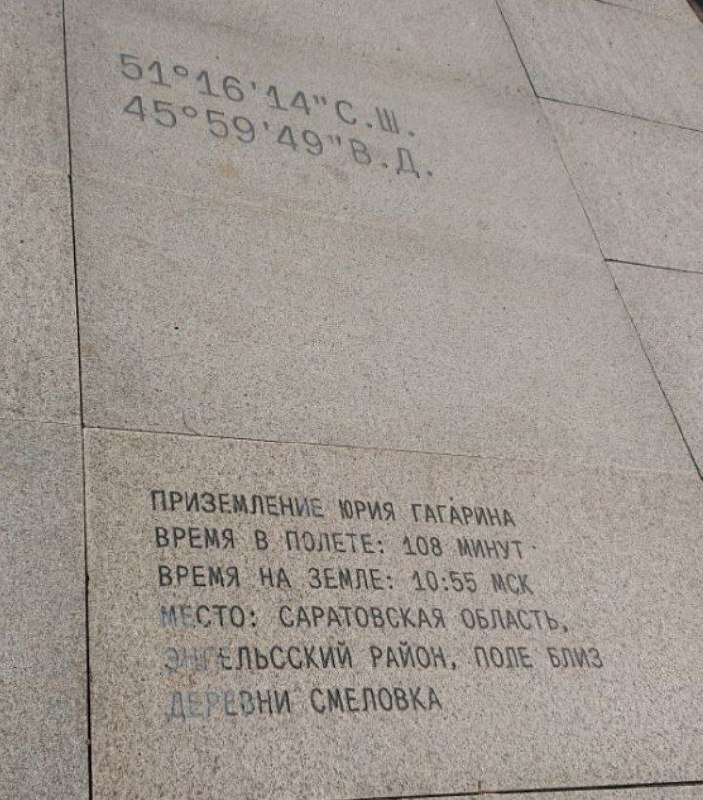 51°16'14"С.Ш.
45°59'49"В.Д.
ПРИЗЕМЛЕНИЕ ЮРИЯ ГАГАРИНА
ВРЕМЯ В ПОЛЕТЕ: 108 МИНУТ
ВРЕМЯ НА ЗЕМЛЕ: 10:55 МСК
МЕСТО: САРАТОВСКАЯ ОБЛАСТЬ,
ЭНГЕЛЬССКИЙ РАЙОН, ПОЛЕ БЛИЗ
ДЕРЕВНИ СМЕЛОВКА